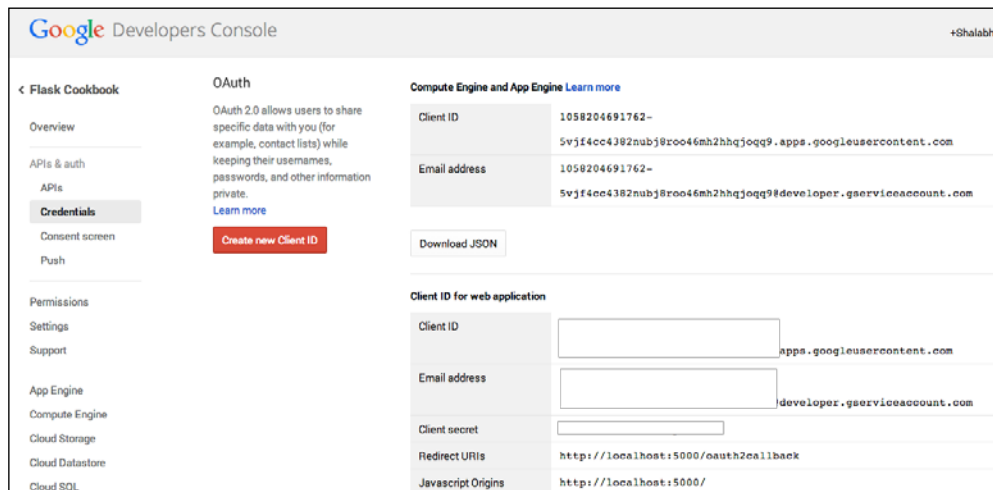 Google Developers Console
+Shalabh
< Flask Cookbook
Overview
APIs & auth
APIs
Credentials
Consent screen
Push
Permissions
Settings
Support
App Engine
Compute Engine
Cloud Storage
Cloud Datastore
Cloud SQL
OAuth
OAuth 2.0 allows users to share
specific data with you (for
example, contact lists) while
keeping their usernames,
passwords, and other information
private.
Learn more
Create new Client ID
Compute Engine and App Engine Learn more
Client ID
1058204691762-
5vjf4cc4382nubj8roo46mh2hhqjoqq9.apps.googleusercontent.com
Email address
1058204691762-
5vjf4cc4382nubj8roo46mh2hhqjoqq9@developer.gserviceaccount.com
Download JSON
Client ID for web application
Client ID
apps.googleusercontent.com
Email address
@developer.gserviceaccount.com
Client secret
Redirect URIs
http://localhost:5000/oauth2callback
Javascript Origins
http://localhost:5000/